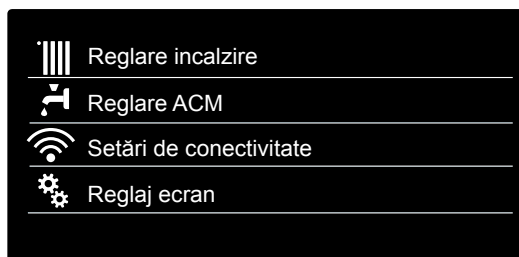 Reglare incalzire
Reglare ACM
Setări de conectivitate
Reglaj ecran